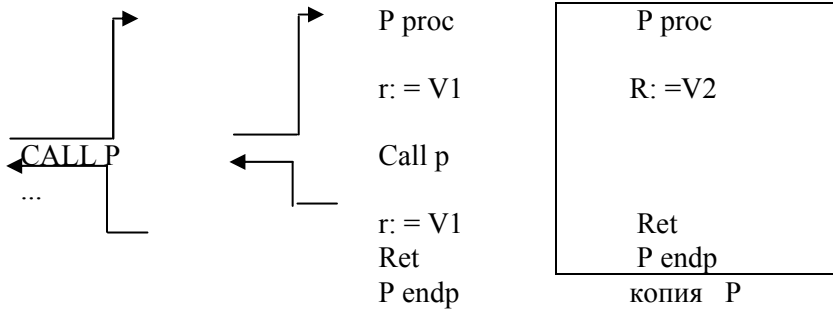 CALL P
...
P proc
r: = V1
Call p
r: = V1
Ret
P endp
P proc
R: =V2
Ret
P endp
копия P